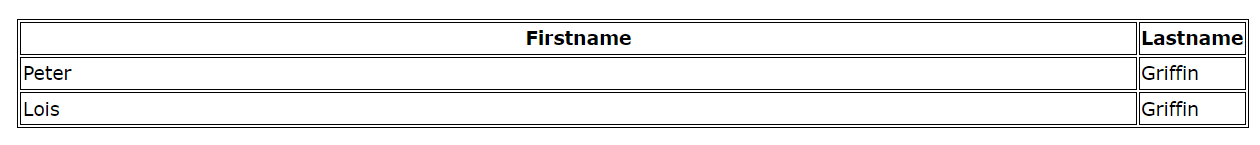 Firstname Lastname
Peter Griffin
Lois Griffin